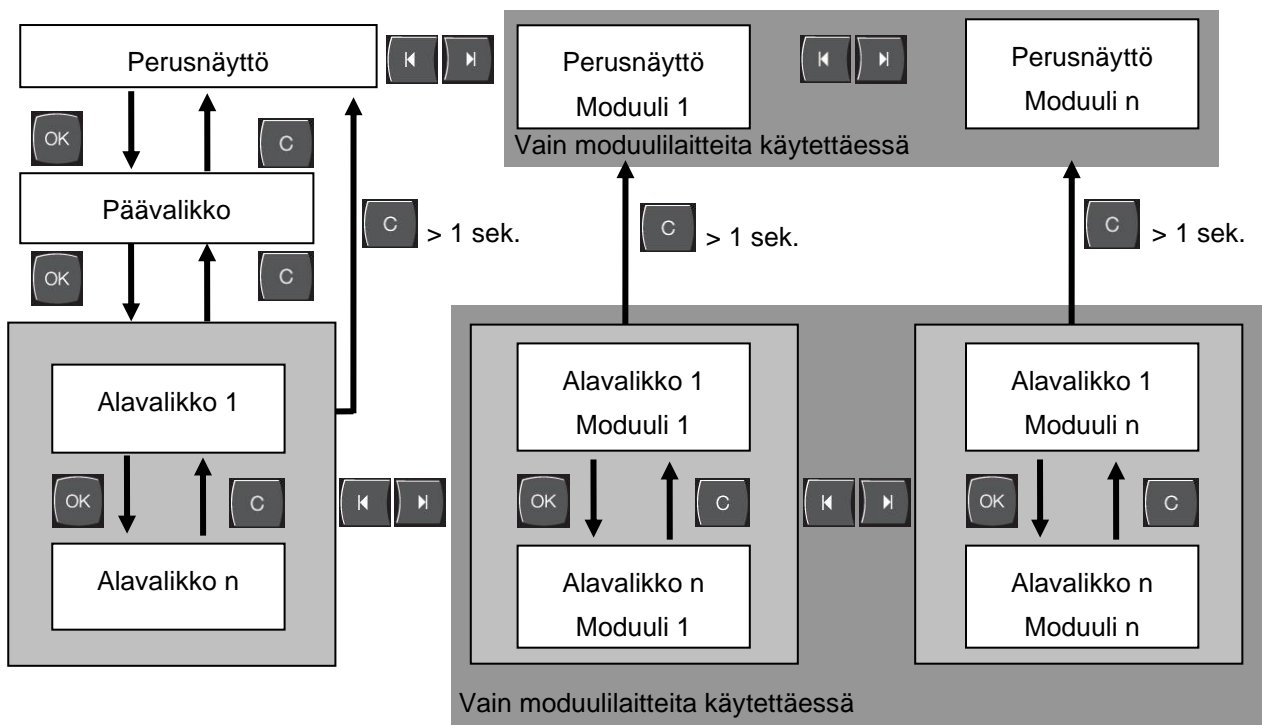 Perusnäyttö
Perusnäyttö
Moduuli 1
Perusnäyttö
Moduuli n
Vain moduulilaitteita käytettäessä
OK
C
Päävalikko
C
> 1 sek.
C
> 1 sek.
C
> 1 sek.
OK
C
Alavalikko 1
Alavalikko 1
Moduuli 1
Alavalikko 1
Moduuli n
OK
C
OK
C
OK
C
Alavalikko n
Alavalikko n
Moduuli 1
Alavalikko n
Moduuli n
Vain moduulilaitteita käytettäessä